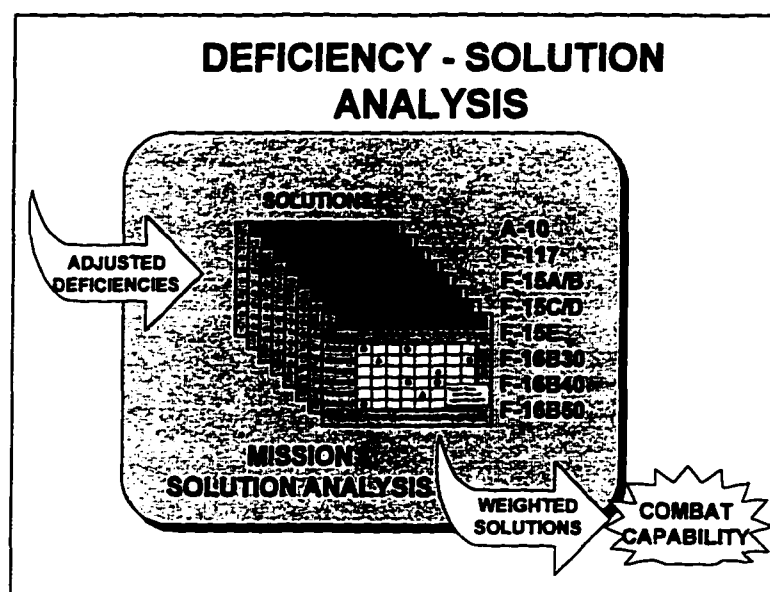 DEFICIENCY - SOLUTION
ANALYSIS
SOLUTIONS
ADJUSTED
DEFICIENCIES
A-10
F-117
F-15A/B
F-15C/D
F-15E
F-16B30
F-16B40
F-16B50
MISSION
SOLUTION ANALYSIS
WEIGHTED
SOLUTIONS
COMBAT
CAPABILITY